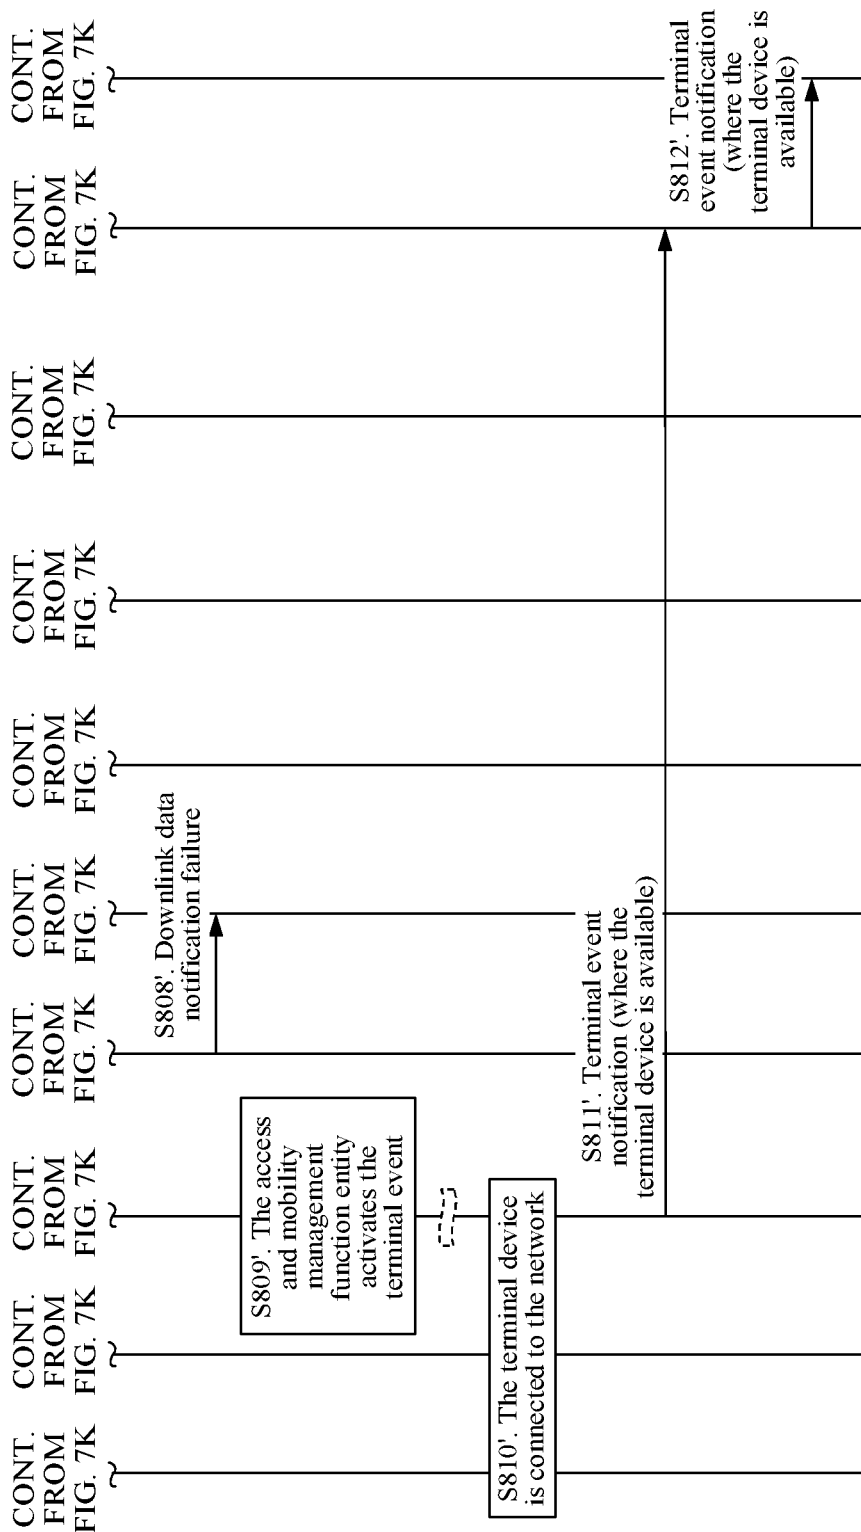 CONT.
FROM
FIG. 7K
CONT.
FROM
FIG. 7K
CONT.
FROM
FIG. 7K
CONT.
FROM
FIG. 7K
CONT.
FROM
FIG. 7K
CONT.
FROM
FIG. 7K
CONT.
FROM
FIG. 7K
CONT.
FROM
FIG. 7K
CONT.
FROM
FIG. 7K
CONT.
FROM
FIG. 7K
S808'. Downlink data
notification failure
S809'. The access
and mobility
management
function entity
activates the
terminal event
S810'. The terminal device
is connected to the network
S811'. Terminal event
notification (where the
terminal device is available)
S812'. Terminal
event notification
(where the
terminal device is
available)